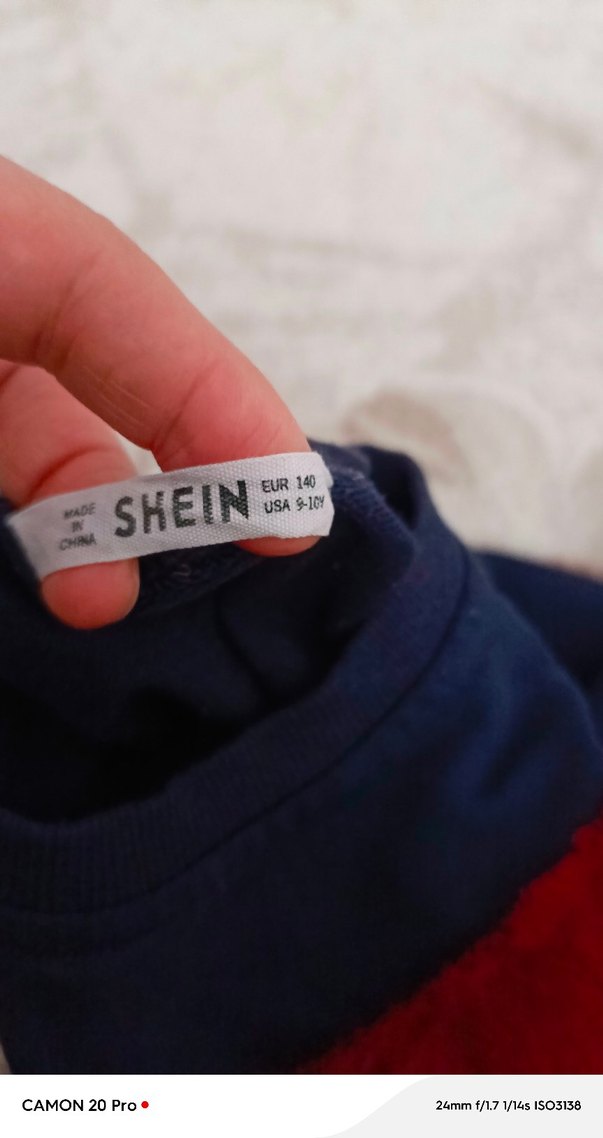 MADE
IN
CHINA
SHEIN
EUR 140
USA 9-10Y
CAMON 20 Pro
24mm f/1.7 1/14s ISO3138